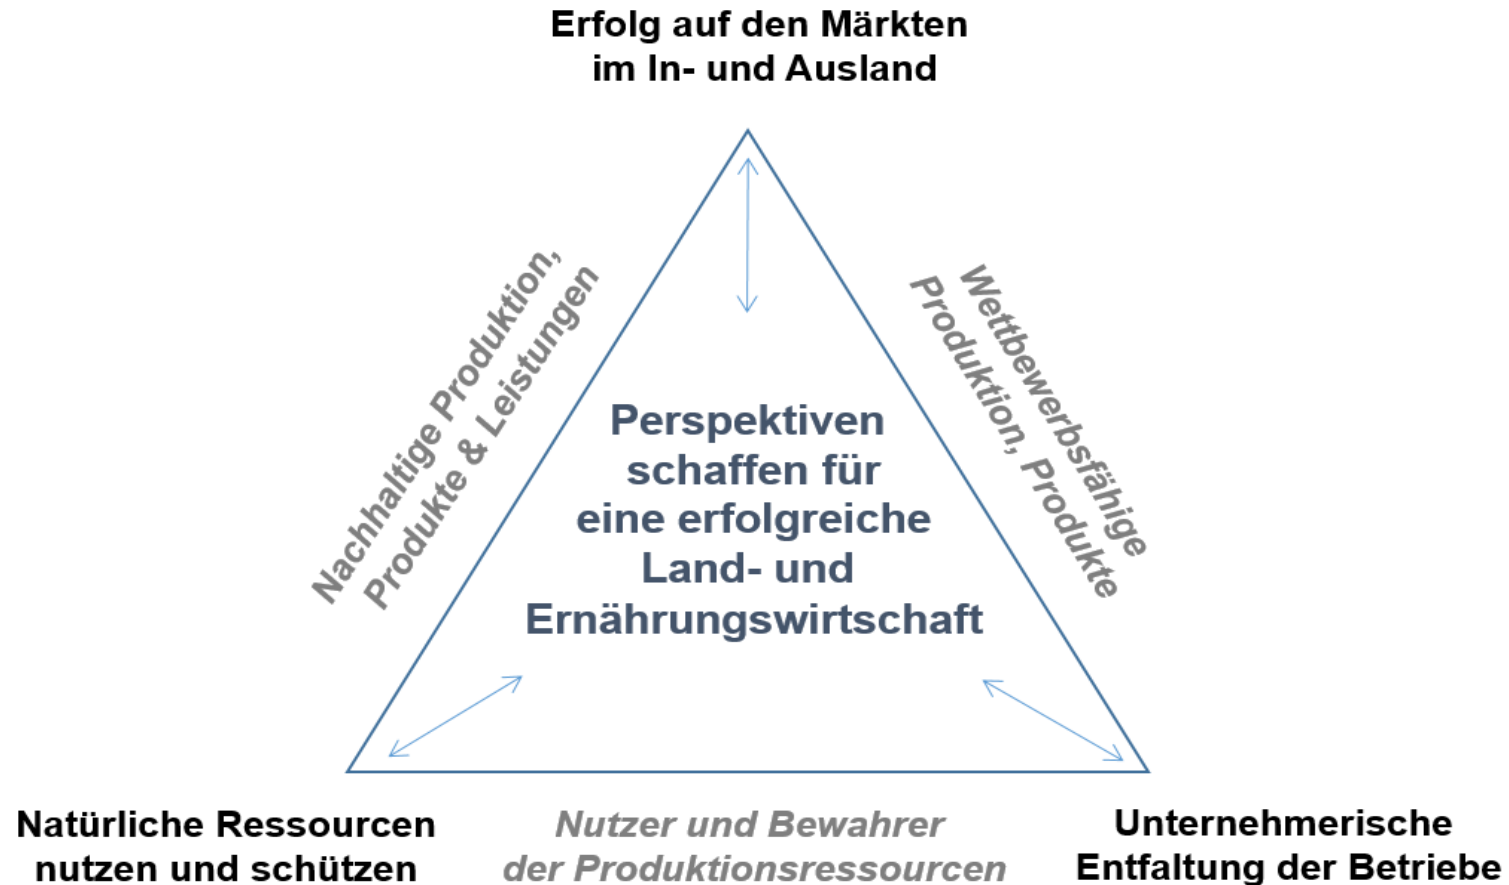 Erfolg auf den Märkten
im In- und Ausland
Nachhaltige Produktion,
Produkte & Leistungen
Wettbewerbsfähige
Produktion, Produkte
Perspektiven
schaffen für
eine erfolgreiche
Land- und
Ernährungswirtschaft
Natürliche Ressourcen
nutzen und schützen
Nutzer und Bewahrer
der Produktionsressourcen
Unternehmerische
Entfaltung der Betriebe